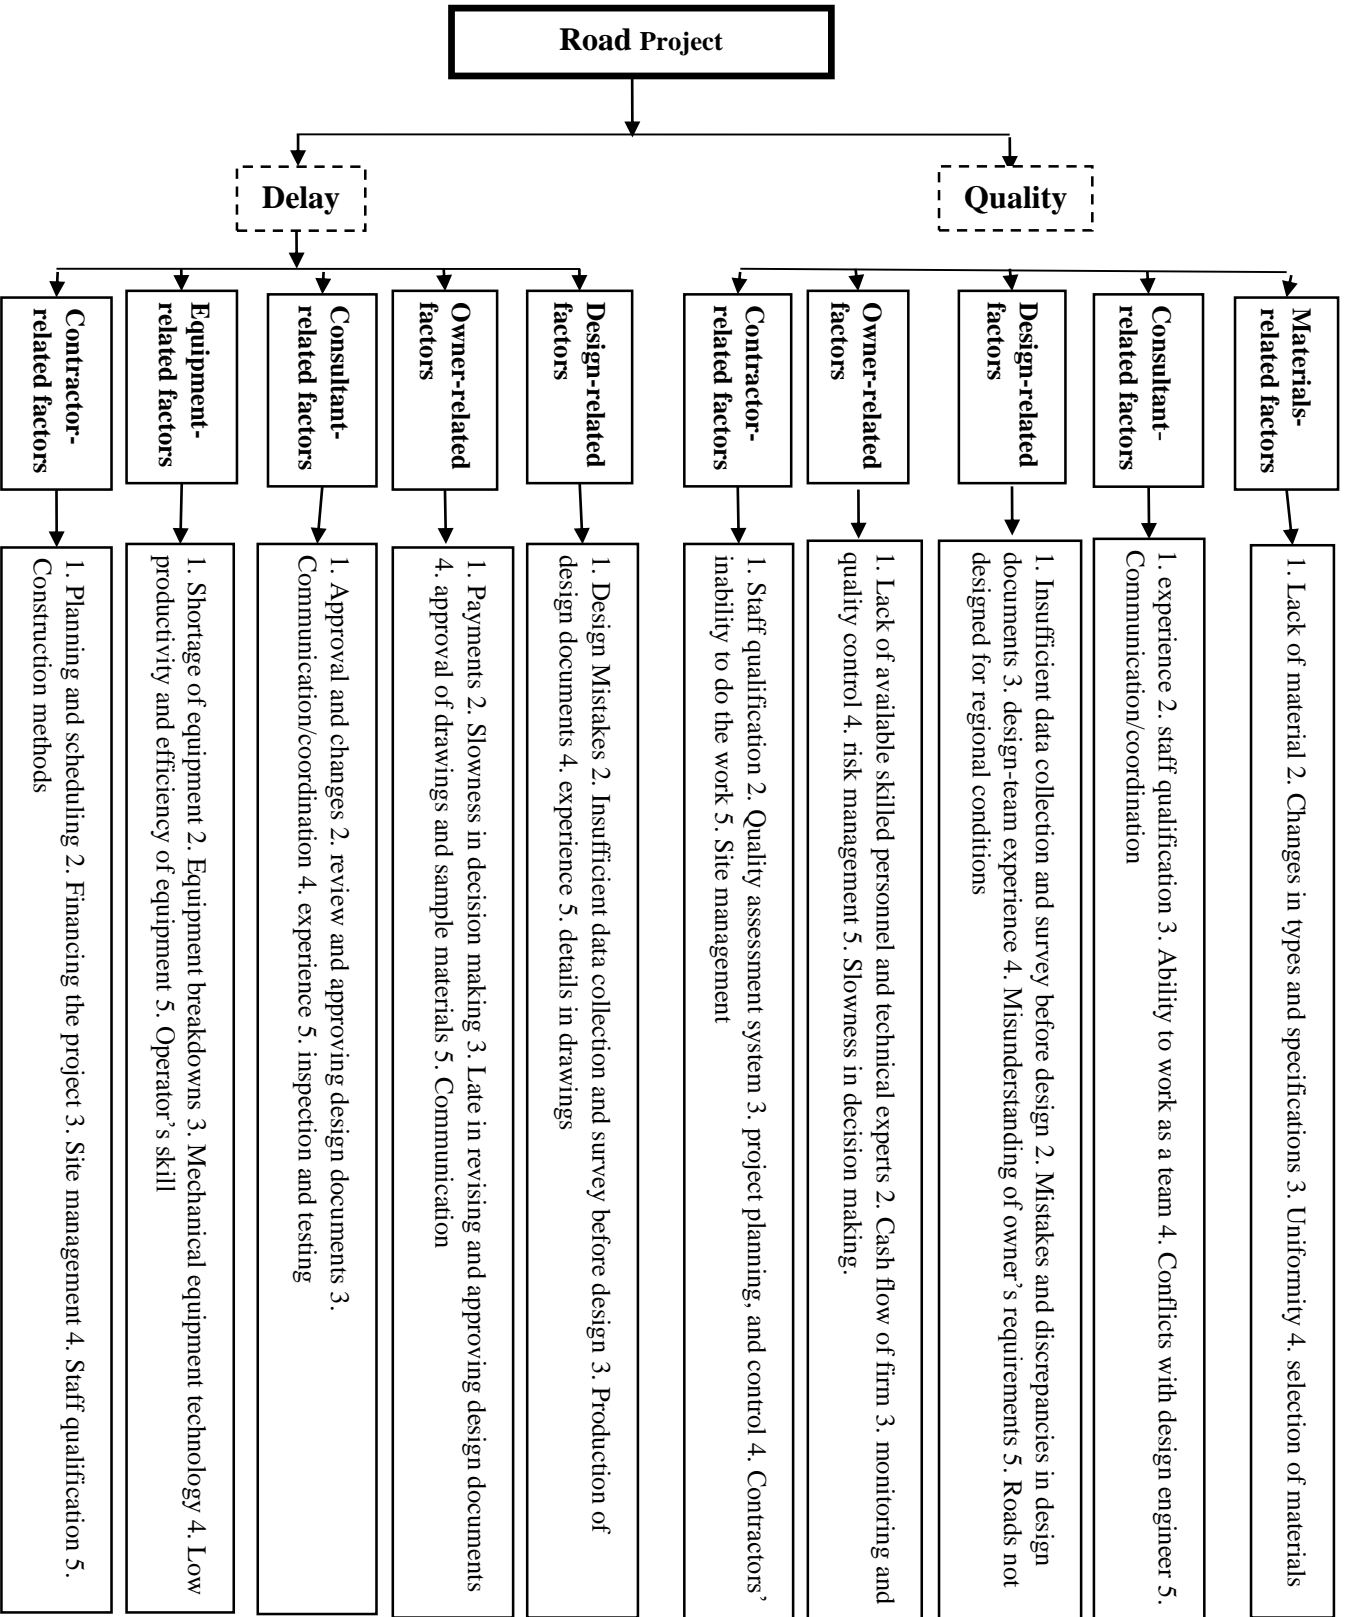 Road Project
Delay
Quality
Contractor-
related factors
Equipment-
related factors
Consultant-
related factors
Owner-related
factors
Design-related
factors
Contractor-
related factors
Owner-related
factors
Design-related
factors
Consultant-
related factors
Materials-
related factors
1. Planning and scheduling 2. Financing the project 3. Site management 4. Staff qualification 5.
Construction methods
1. Shortage of equipment 2. Equipment breakdowns 3. Mechanical equipment technology 4. Low
productivity and efficiency of equipment 5. Operator’s skill
1. Approval and changes 2. review and approving design documents 3.
Communication/coordination 4. experience 5. inspection and testing
1. Payments 2. Slowness in decision making 3. Late in revising and approving design documents
4. approval of drawings and sample materials 5. Communication
1. Design Mistakes 2. Insufficient data collection and survey before design 3. Production of
design documents 4. experience 5. details in drawings
1. Staff qualification 2. Quality assessment system 3. project planning, and control 4. Contractors’
inability to do the work 5. Site management
1. Lack of available skilled personnel and technical experts 2. Cash flow of firm 3. monitoring and
quality control 4. risk management 5. Slowness in decision making.
1. Insufficient data collection and survey before design 2. Mistakes and discrepancies in design
documents 3. design-team experience 4. Misunderstanding of owner’s requirements 5. Roads not
designed for regional conditions
1. experience 2. staff qualification 3. Ability to work as a team 4. Conflicts with design engineer 5.
Communication/coordination
1. Lack of material 2. Changes in types and specifications 3. Uniformity 4. selection of materials